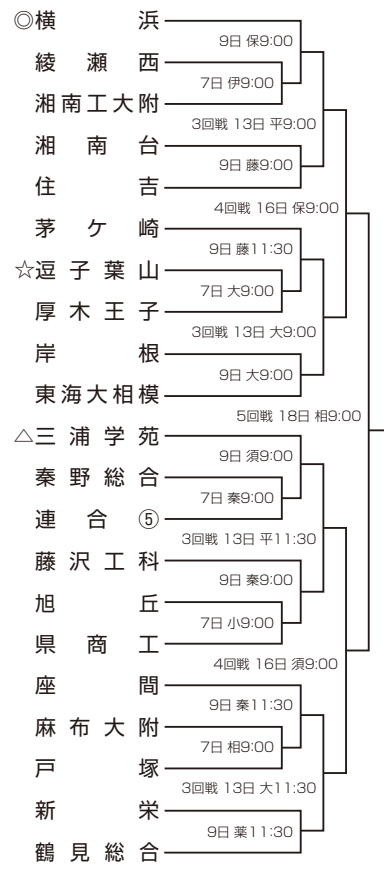 ◎横浜
9日 保9:00
綾瀬西
7日 伊9:00
湘南工大附
3回戦 13日 平9:00
湘南台
9日 藤9:00
住吉
4回戦 16日 保9:00
茅ケ崎
9日 藤11:30
☆逗子葉山
7日 大9:00
厚木王子
3回戦 13日 大9:00
岸根
9日 大9:00
東海大相模
5回戦 18日 相9:00
△三浦学苑
9日 須9:00
秦野総合
7日 秦9:00
連合⑤
3回戦 13日 平11:30
藤沢工科
9日 秦9:00
旭丘
7日 小9:00
県商工
4回戦 16日 須9:00
座間
9日 秦11:30
麻布大附
7日 相9:00
戸塚
3回戦 13日 大11:30
新栄
9日 薬11:30
鶴見総合